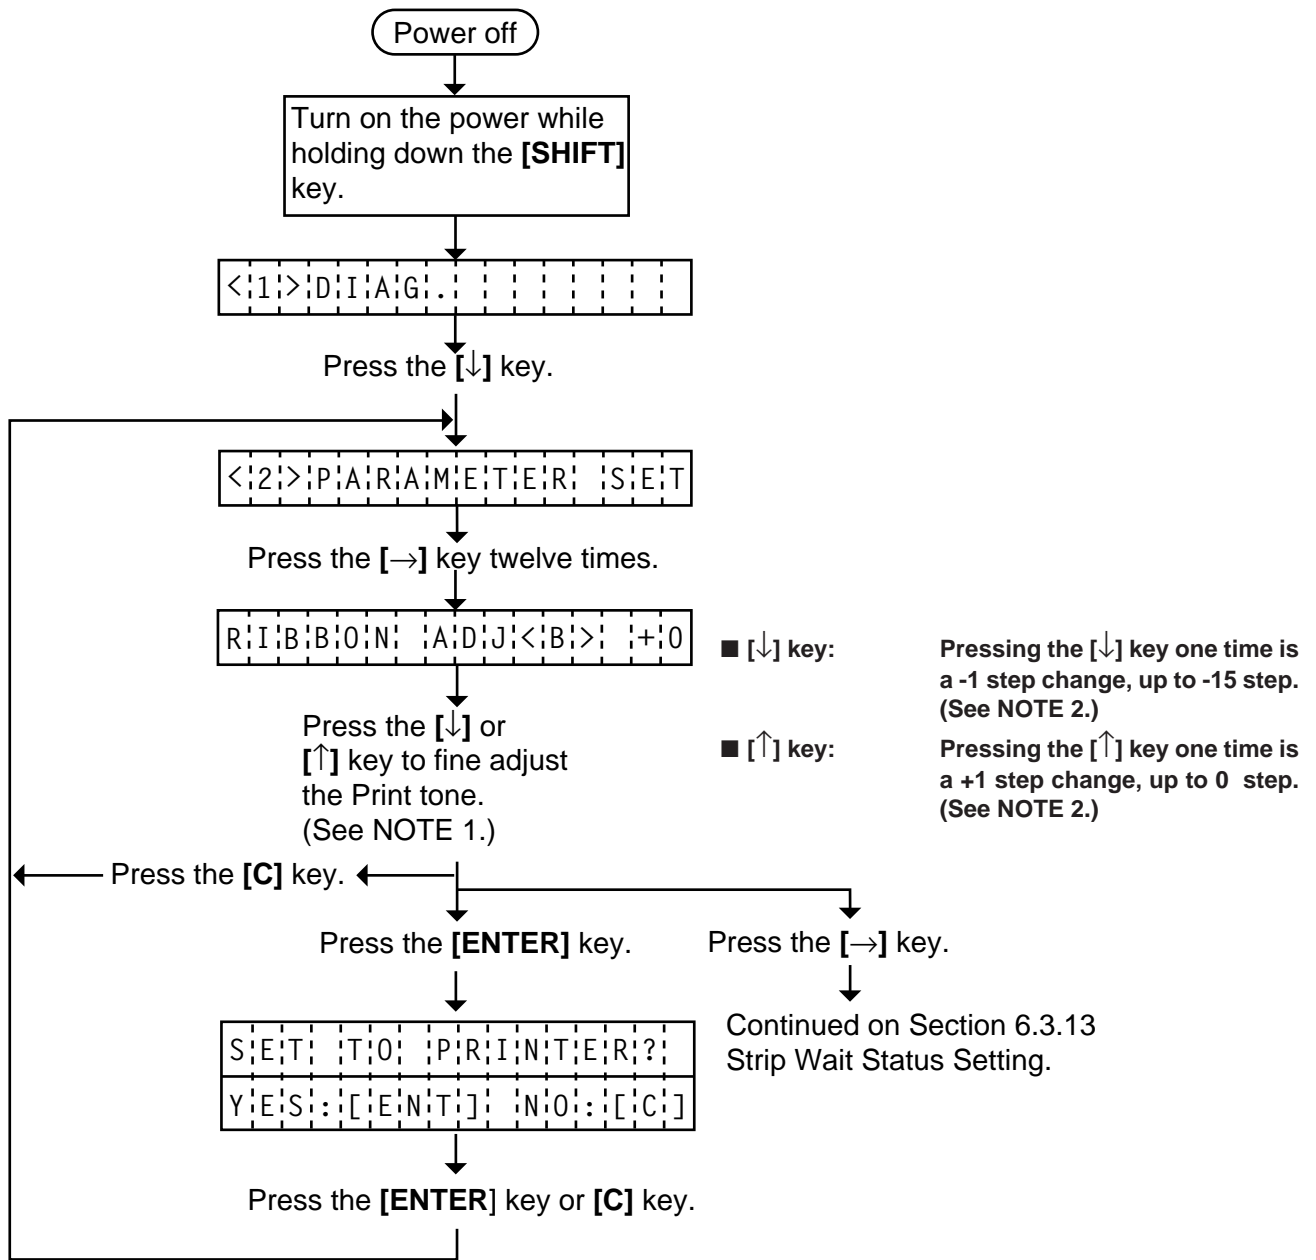 Power off
Turn on the power while
holding down the [SHIFT]
key.
<1>DIAG.
Press the [↓] key.
<2>PARAMETER SET
Press the [→] key twelve times.
RIBBON ADJ<B> +0
■ [↓] key: Pressing the [↓] key one time is
a -1 step change, up to -15 step.
(See NOTE 2.)
■ [↑] key: Pressing the [↑] key one time is
a +1 step change, up to 0 step.
(See NOTE 2.)
Press the [↓] or
[↑] key to fine adjust
the Print tone.
(See NOTE 1.)
Press the [C] key.
Press the [ENTER] key.
Press the [→] key.
Continued on Section 6.3.13
Strip Wait Status Setting.
SET TO PRINTER?
YES:[ENT] NO:[C]
Press the [ENTER] key or [C] key.